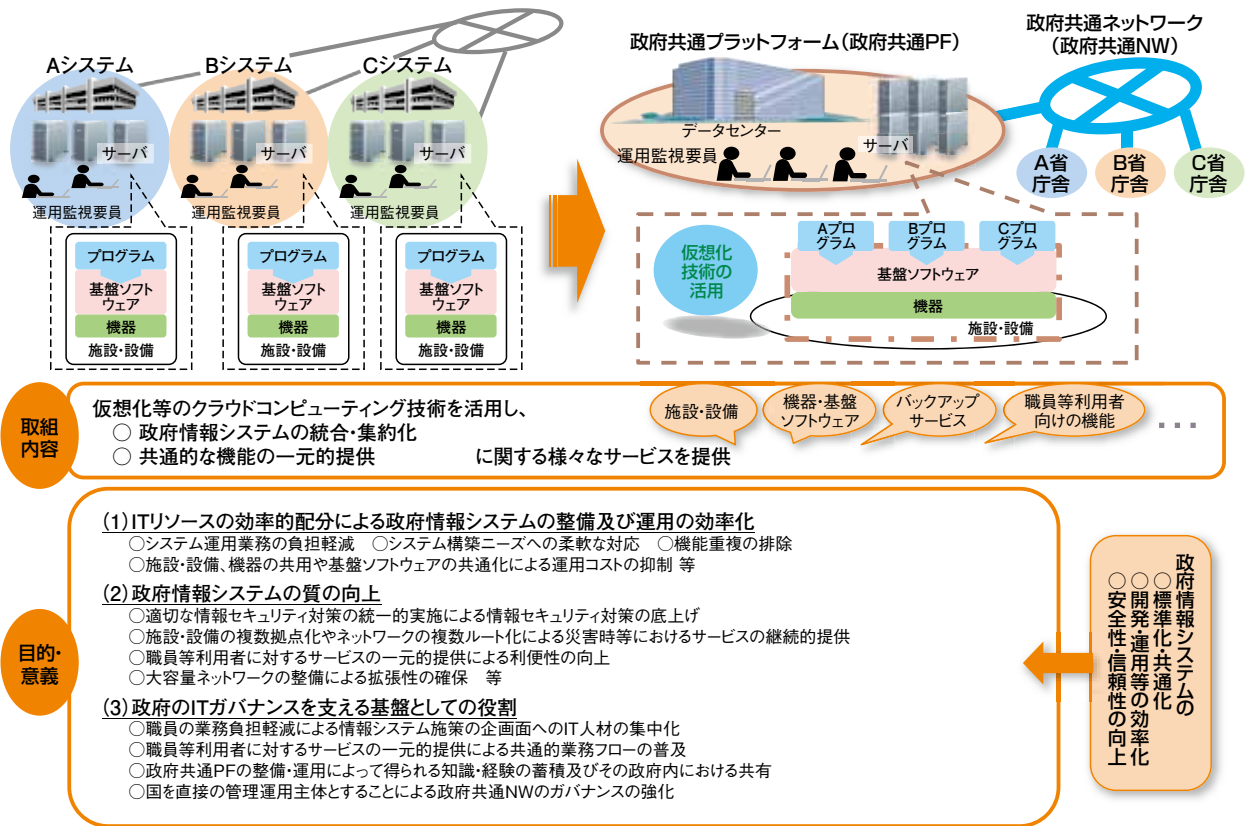 Aシステム
Bシステム
Cシステム
サーバ
サーバ
サーバ
運用監視要員
運用監視要員
運用監視要員
プログラム
基盤ソフト
ウェア
機器
施設・設備
プログラム
基盤ソフト
ウェア
機器
施設・設備
プログラム
基盤ソフト
ウェア
機器
施設・設備
政府共通プラットフォーム（政府共通PF）
データセンター
サーバ
運用監視要員
政府共通ネットワーク
（政府共通NW）
A省
庁舎
B省
庁舎
C省
庁舎
仮想化
技術の
活用
Aプロ
グラム
Bプロ
グラム
Cプロ
グラム
基盤ソフトウェア
機器
施設・設備
取組
内容
仮想化等のクラウドコンピューティング技術を活用し、
○ 政府情報システムの統合・集約化
○ 共通的な機能の一元的提供 に関する様々なサービスを提供
施設・設備
機器・基盤
ソフトウェア
バックアップ
サービス
職員等利用者
向けの機能
…
目的・
意義
（1）ITリソースの効率的配分による政府情報システムの整備及び運用の効率化
○システム運用業務の負担軽減 ○システム構築ニーズへの柔軟な対応 ○機能重複の排除
○施設・設備、機器の共用や基盤ソフトウェアの共通化による運用コストの抑制 等
（2）政府情報システムの質の向上
○適切な情報セキュリティ対策の統一的実施による情報セキュリティ対策の底上げ
○施設・設備の複数拠点化やネットワークの複数ルート化による災害時等におけるサービスの継続的提供
○職員等利用者に対するサービスの一元的提供による利便性の向上
○大容量ネットワークの整備による拡張性の確保 等
（3）政府のITガバナンスを支える基盤としての役割
○職員の業務負担軽減による情報システム施策の企画面へのIT人材の集中化
○職員等利用者に対するサービスの一元的提供による共通的業務フローの普及
○政府共通PFの整備・運用によって得られる知識・経験の蓄積及びその政府内における共有
○国を直接の管理運用主体とすることによる政府共通NWのガバナンスの強化
政府情報システムの
○標準化・共通化
○開発・運用等の効率化
○安全性・信頼性の向上